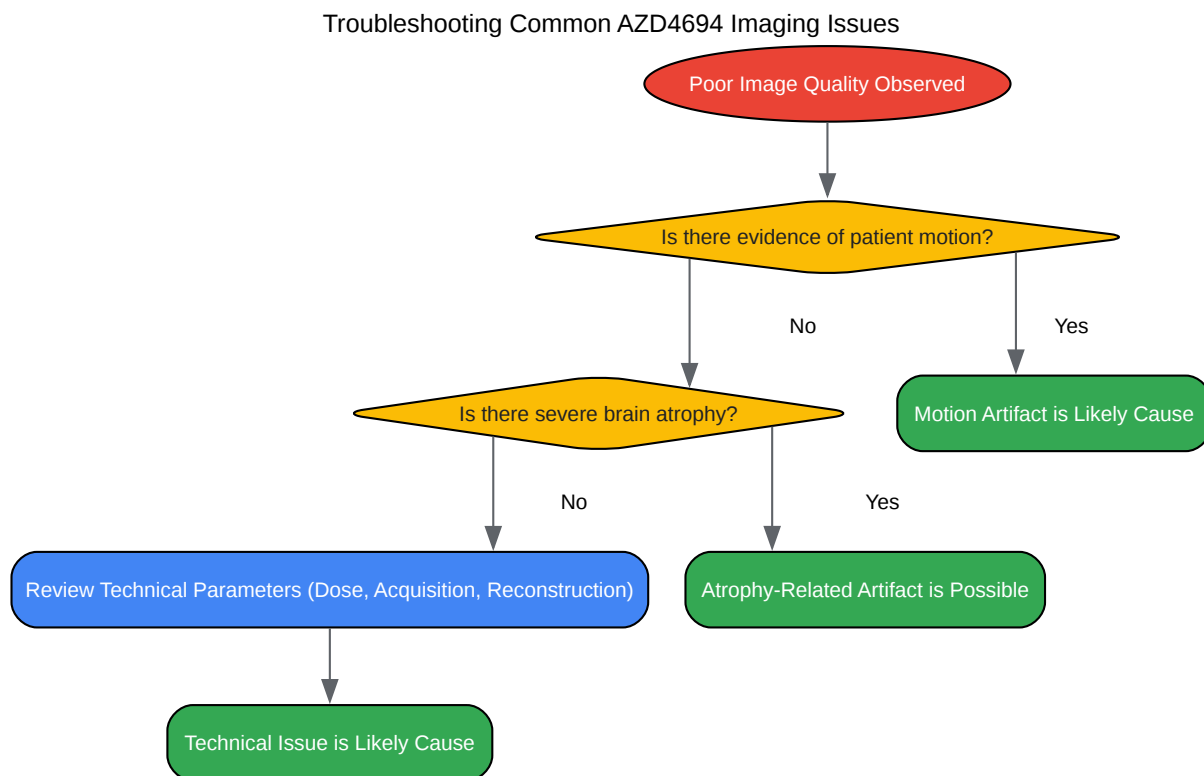 Troubleshooting Common AZD4694 Imaging Issues
Poor Image Quality Observed
Is there evidence of patient motion?
No
Yes
Is there severe brain atrophy?
Motion Artifact is Likely Cause
No
Yes
Review Technical Parameters (Dose, Acquisition, Reconstruction)
Atrophy-Related Artifact is Possible
Technical Issue is Likely Cause